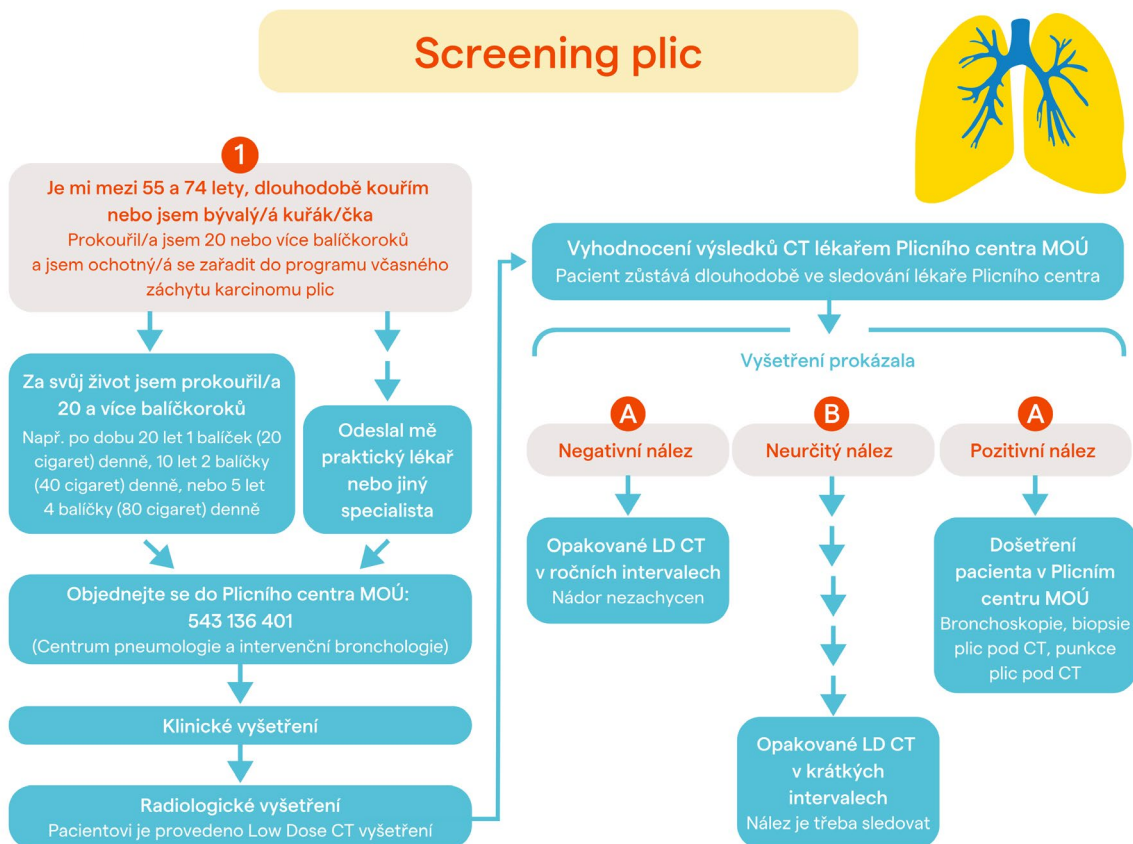 Screening plic
1
Je mi mezi 55 a 74 lety, dlouhodobě kouřím
nebo jsem bývalý/á kuřák/čka
Prokouřil/a jsem 20 nebo více balíčkoroků
a jsem ochotný/á se zařadit do programu včasného
záchytu karcinomu plic
Za svůj život jsem prokouřil/a
20 a více balíčkoroků
Např. po dobu 20 let 1 balíček (20
cigaret) denně, 10 let 2 balíčky
(40 cigaret) denně, nebo 5 let
4 balíčky (80 cigaret) denně
Odeslal mě
praktický lékař
nebo jiný
specialista
Objednejte se do Plicního centra MOÚ:
543 136 401
(Centrum pneumologie a intervenční bronchologie)
Klinické vyšetření
Radiologické vyšetření
Pacientovi je provedeno Low Dose CT vyšetření
Vyhodnocení výsledků CT lékařem Plicního centra MOÚ
Pacient zůstává dlouhodobě ve sledování lékaře Plicního centra
Vyšetření prokázala
A
Negativní nález
Opakované LD CT
v ročních intervalech
Nádor nezachycen
B
Neurčitý nález
Opakované LD CT
v krátkých
intervalech
Nález je třeba sledovat
A
Pozitivní nález
Došetření
pacienta v Plicním
centru MOÚ
Bronchoskopie, biopsie
plic pod CT, punkce
plic pod CT